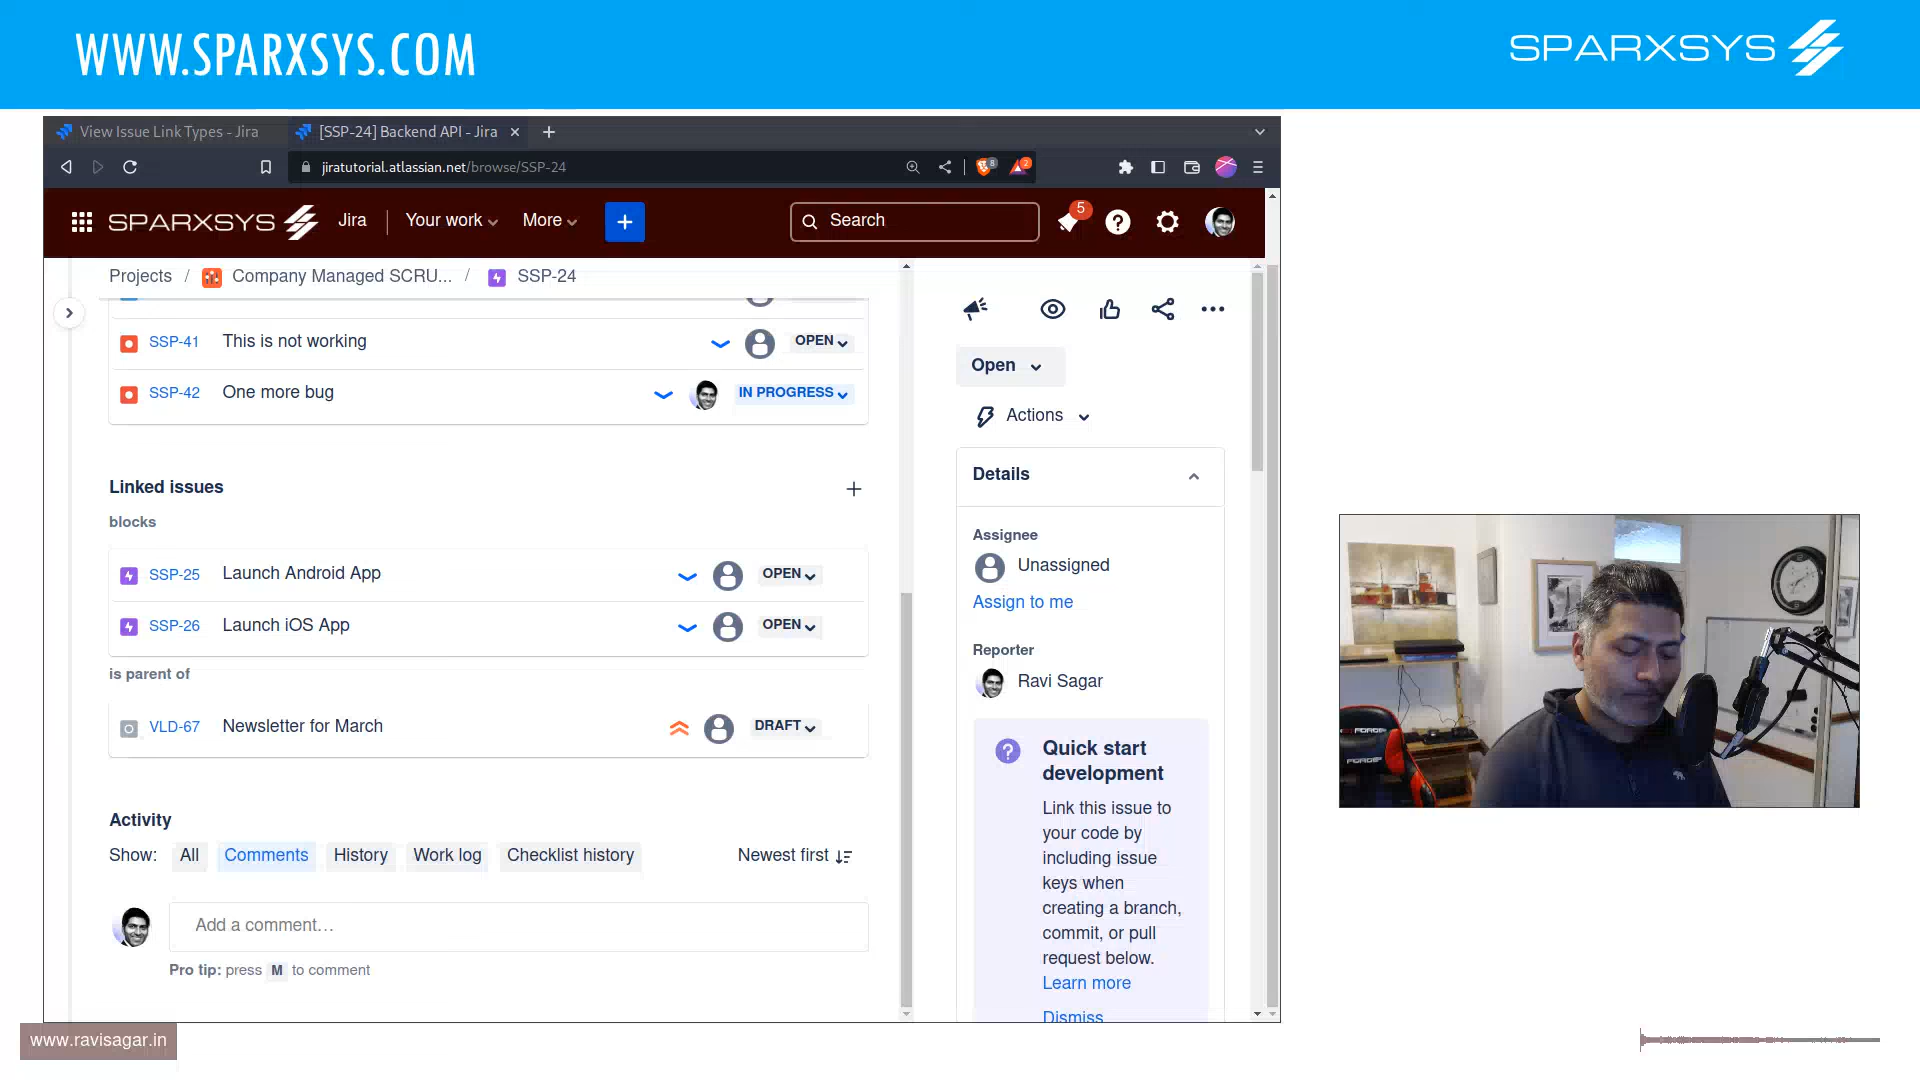 WWW.SPARXSYS.COM
SPARXSYS
View Issue Link Types - Jira
[SSP-24] Backend API - Jira
jiratutorial.atlassian.net/browse/SSP-24
8
2
SPARXSYS
Jira
Your work
More
+
Search
5
Projects / Company Managed SCRU... / SSP-24
SSP-41 This is not working OPEN
SSP-42 One more bug IN PROGRESS
Linked issues
blocks
SSP-25 Launch Android App OPEN
SSP-26 Launch iOS App OPEN
is parent of
VLD-67 Newsletter for March DRAFT
Activity
Show: All Comments History Work log Checklist history Newest first
Add a comment...
Pro tip: press M to comment
Open
Actions
Details
Assignee
Unassigned
Assign to me
Reporter
Ravi Sagar
Quick start
development
Link this issue to
your code by
including issue
keys when
creating a branch,
commit, or pull
request below.
Learn more
Dismiss
www.ravisagar.in